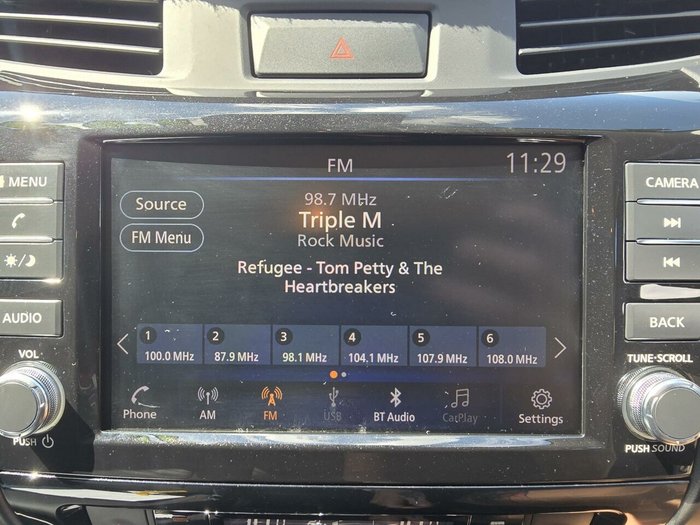 FM
11:29
MENU
CAMERA
Source
98.7 MHz
Triple M
FM Menu
Rock Music
Refugee - Tom Petty & The
Heartbreakers
AUDIO
BACK
1 2 3 4 5 6
100.0 MHz 87.9 MHz 98.1 MHz 104.1 MHz 107.9 MHz 108.0 MHz
VOL
TUNE·SCROLL
Phone AM FM USB BT Audio CarPlay Settings
PUSH
PUSH SOUND